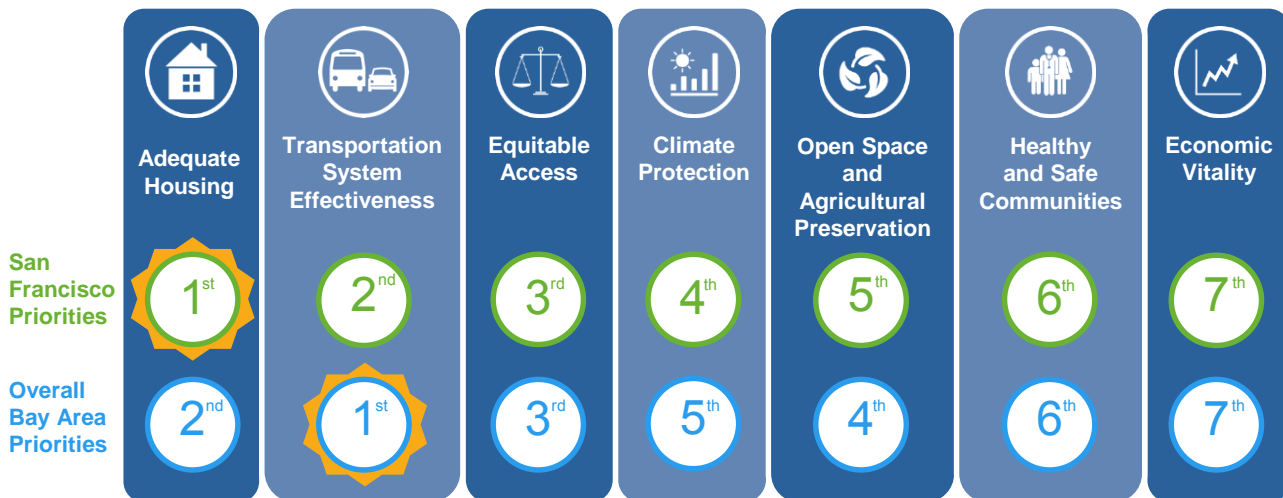 Adequate
Housing
Transportation
System
Effectiveness
Equitable
Access
Climate
Protection
Open Space
and
Agricultural
Preservation
Healthy
and Safe
Communities
Economic
Vitality
San
Francisco
Priorities
1st
2nd
3rd
4th
5th
6th
7th
Overall
Bay Area
Priorities
2nd
1st
3rd
5th
4th
6th
7th